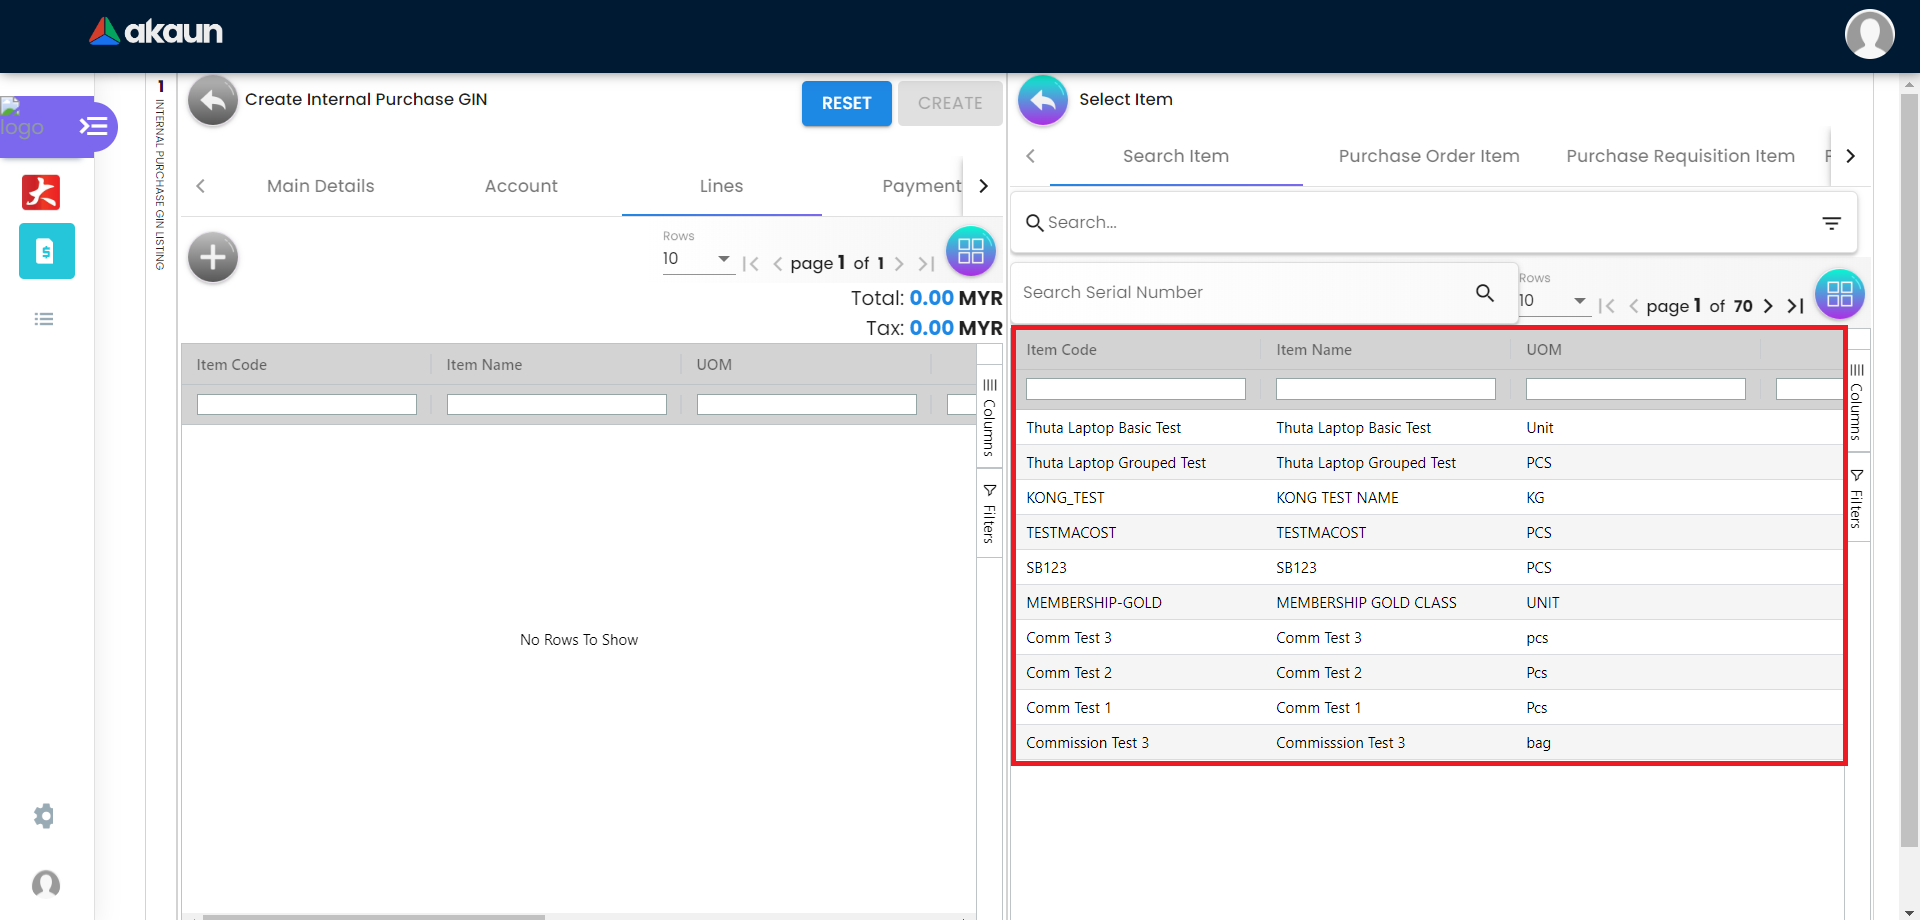 akaun
logo
1
INTERNAL PURCHASE GIN LISTING
Create Internal Purchase GIN
RESET
CREATE
Main Details
Account
Lines
Payment
Rows
10
page 1 of 1
Total: 0.00 MYR
Tax: 0.00 MYR
Item Code
Item Name
UOM
Columns
Filters
No Rows To Show
Select Item
Search Item
Purchase Order Item
Purchase Requisition Item
Search...
Search Serial Number
Rows
10
page 1 of 70
Item Code
Item Name
UOM
Thuta Laptop Basic Test
Thuta Laptop Basic Test
Unit
Thuta Laptop Grouped Test
Thuta Laptop Grouped Test
PCS
KONG_TEST
KONG TEST NAME
KG
TESTMACOST
TESTMACOST
PCS
SB123
SB123
PCS
MEMBERSHIP-GOLD
MEMBERSHIP GOLD CLASS
UNIT
Comm Test 3
Comm Test 3
pcs
Comm Test 2
Comm Test 2
Pcs
Comm Test 1
Comm Test 1
Pcs
Commission Test 3
Commisssion Test 3
bag
Columns
Filters